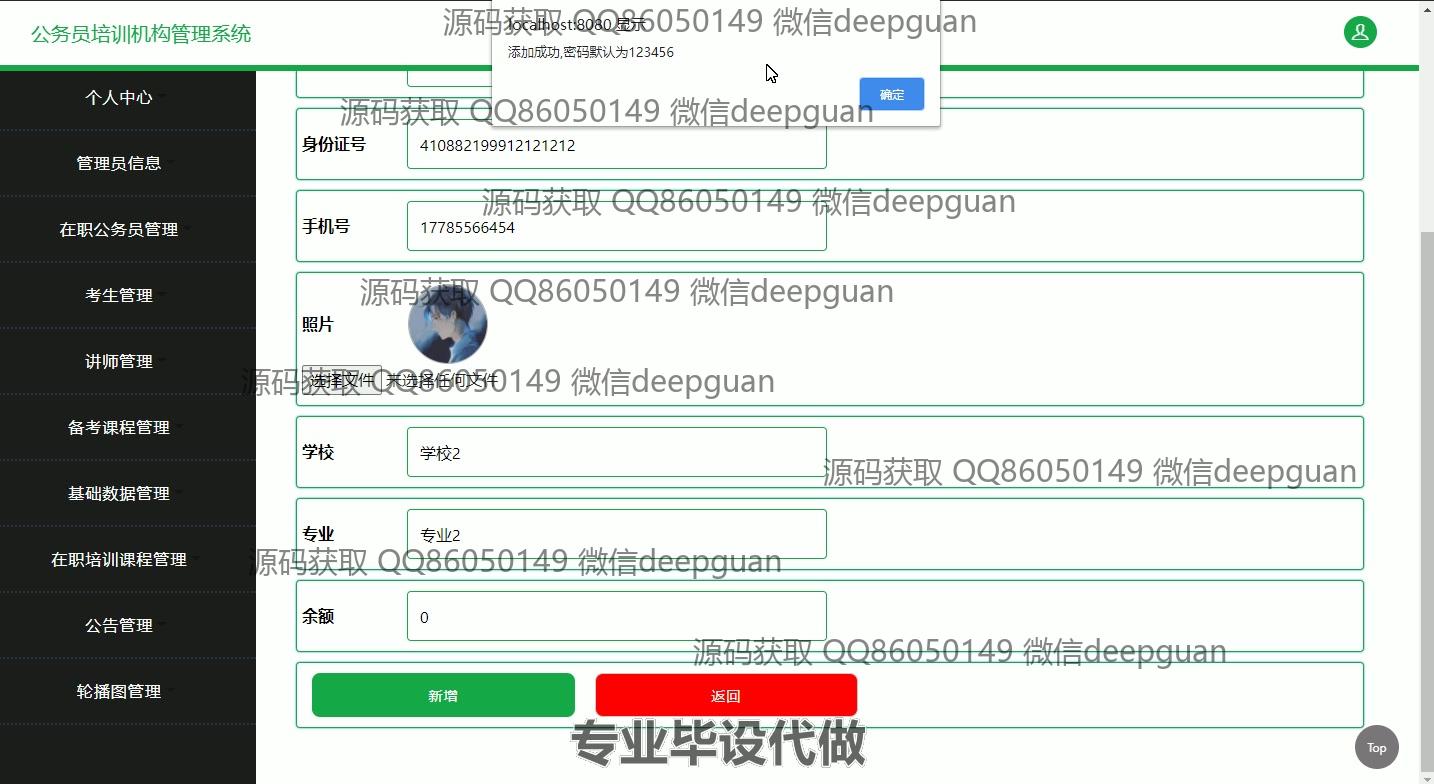 公务员培训机构管理系统
源码获取 QQ86050149 微信deepguan
localhost:8080 显示
添加成功,密码默认为123456
确定
个人中心
源码获取 QQ86050149 微信deepguan
身份证号
410882199912121212
管理员信息
源码获取 QQ86050149 微信deepguan
手机号
17785566454
在职公务员管理
源码获取 QQ86050149 微信deepguan
考生管理
照片
讲师管理
选择文件 未选择任何文件
源码获取 QQ86050149 微信deepguan
备考课程管理
学校
学校2
源码获取 QQ86050149 微信deepguan
基础数据管理
专业
专业2
在职培训课程管理
源码获取 QQ86050149 微信deepguan
公告管理
余额
0
源码获取 QQ86050149 微信deepguan
轮播图管理
新增
返回
专业毕设代做
Top